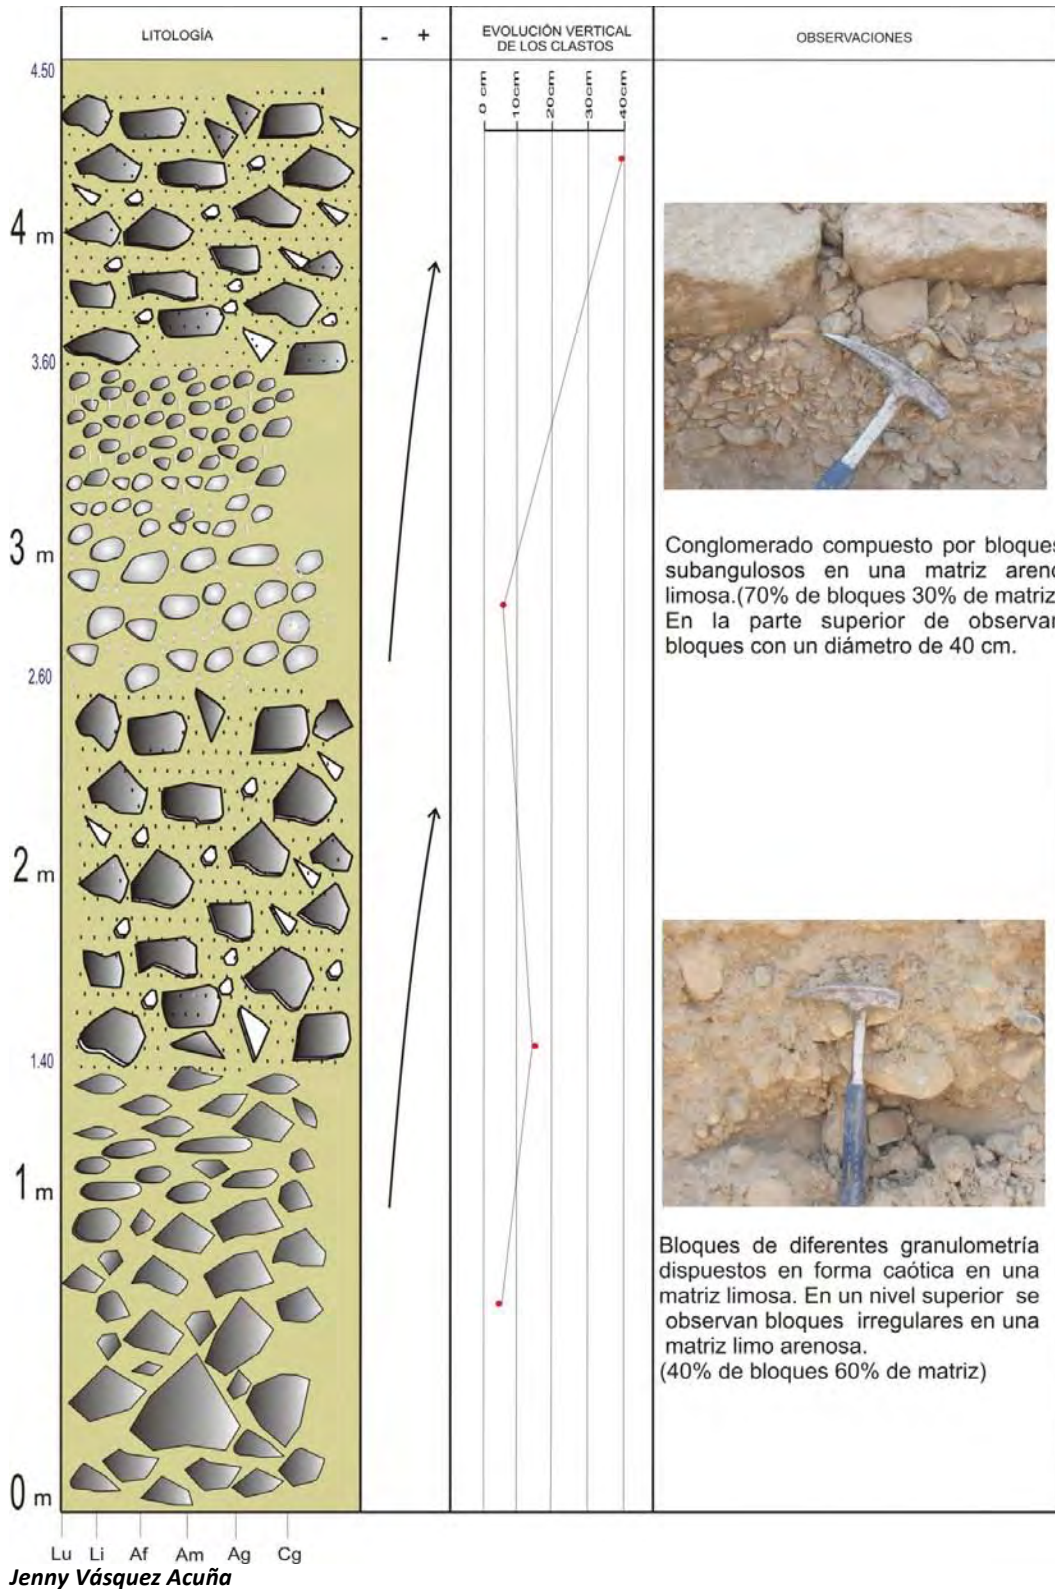 LITOLOGÍA
- +
EVOLUCIÓN VERTICAL
DE LOS CLASTOS
OBSERVACIONES
0 cm
10cm
20cm
30cm
40cm
4.50
4 m
3.60
3 m
2.60
2 m
1.40
1 m
0 m
Conglomerado compuesto por bloques
subangulosos en una matriz areno
limosa.(70% de bloques 30% de matriz
En la parte superior de observan
bloques con un diámetro de 40 cm.
Bloques de diferentes granulometría
dispuestos en forma caótica en una
matriz limosa. En un nivel superior se
observan bloques irregulares en una
matriz limo arenosa.
(40% de bloques 60% de matriz)
Lu Li Af Am Ag Cg
Jenny Vásquez Acuña